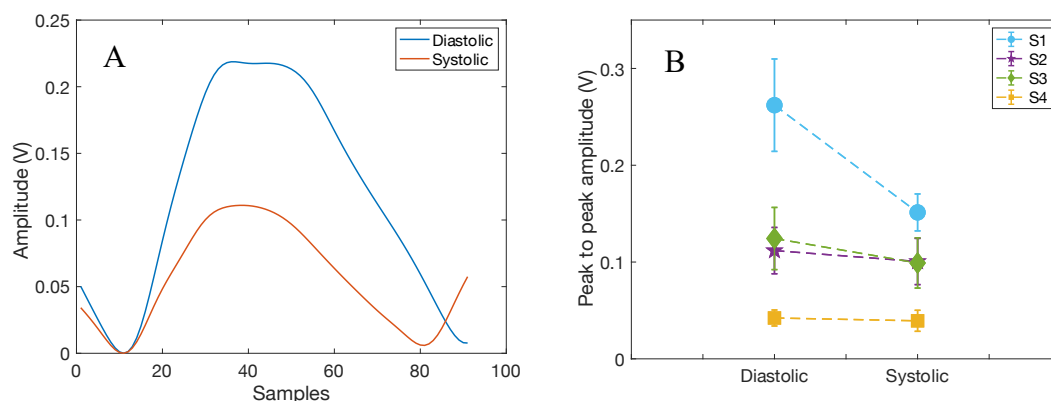 A
Diastolic
Systolic
0.25
0.2
0.15
0.1
0.05
0
Amplitude (V)
0
20
40
60
80
100
Samples
B
S1
S2
S3
S4
0.3
0.2
0.1
0
Peak to peak amplitude (V)
Diastolic
Systolic